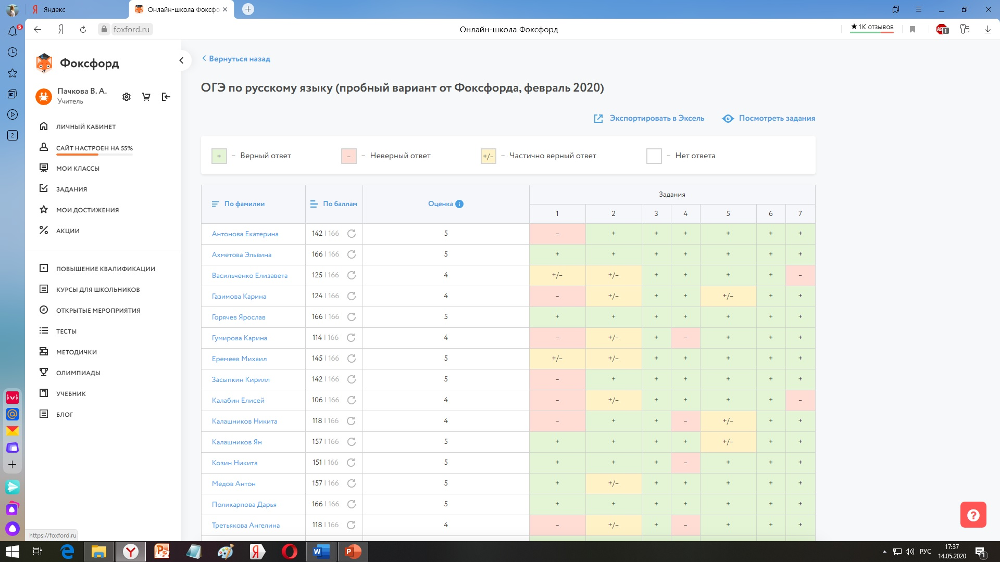 Яндекс
Онлайн-школа Фоксфо
5
foxford.ru
Онлайн-школа Фоксфорд
★ 1K отзывов
ABP 1
Фоксфорд
Вернуться назад
Пачкова В. А.
Учитель
ОГЭ по русскому языку (пробный вариант от Фоксфорда, февраль 2020)
Экспортировать в Эксель Посмотреть задания
2
ЛИЧНЫЙ КАБИНЕТ
САЙТ НАСТРОЕН НА 55%
МОИ КЛАССЫ
ЗАДАНИЯ
МОИ ДОСТИЖЕНИЯ
АКЦИИ
ПОВЫШЕНИЕ КВАЛИФИКАЦИИ
КУРСЫ ДЛЯ ШКОЛЬНИКОВ
ОТКРЫТЫЕ МЕРОПРИЯТИЯ
ТЕСТЫ
МЕТОДИЧКИ
ОЛИМПИАДЫ
УЧЕБНИК
БЛОГ
+ – Верный ответ – – Неверный ответ +/– – Частично верный ответ – Нет ответа
По фамилии По баллам Оценка i Задания
1 2 3 4 5 6 7
Антонова Екатерина 142 | 166 5 – + + + + + +
Ахметова Эльвина 166 | 166 5 + + + + + + +
Васильченко Елизавета 125 | 166 4 +/– +/– + + + + –
Газимова Карина 124 | 166 4 – +/– + + +/– + +
Горячев Ярослав 166 | 166 5 + + + + + + +
Гумирова Карина 114 | 166 4 – +/– + – + + +
Еремеев Михаил 145 | 166 5 +/– +/– + + + + +
Засыпкин Кирилл 142 | 166 5 – + + + + + +
Калабин Елисей 106 | 166 4 – +/– + + + + –
Калашников Никита 118 | 166 4 – + + – +/– + +
Калашников Ян 157 | 166 5 + + + + +/– + +
Козин Никита 151 | 166 5 + + + – + + +
Медов Антон 157 | 166 5 + +/– + + + + +
Поликарпова Дарья 166 | 166 5 + + + + + + +
Третьякова Ангелина 118 | 166 4 – +/– + – + + +
ivi
?
https://foxford.ru
РУС
17:37
14.05.2020
1